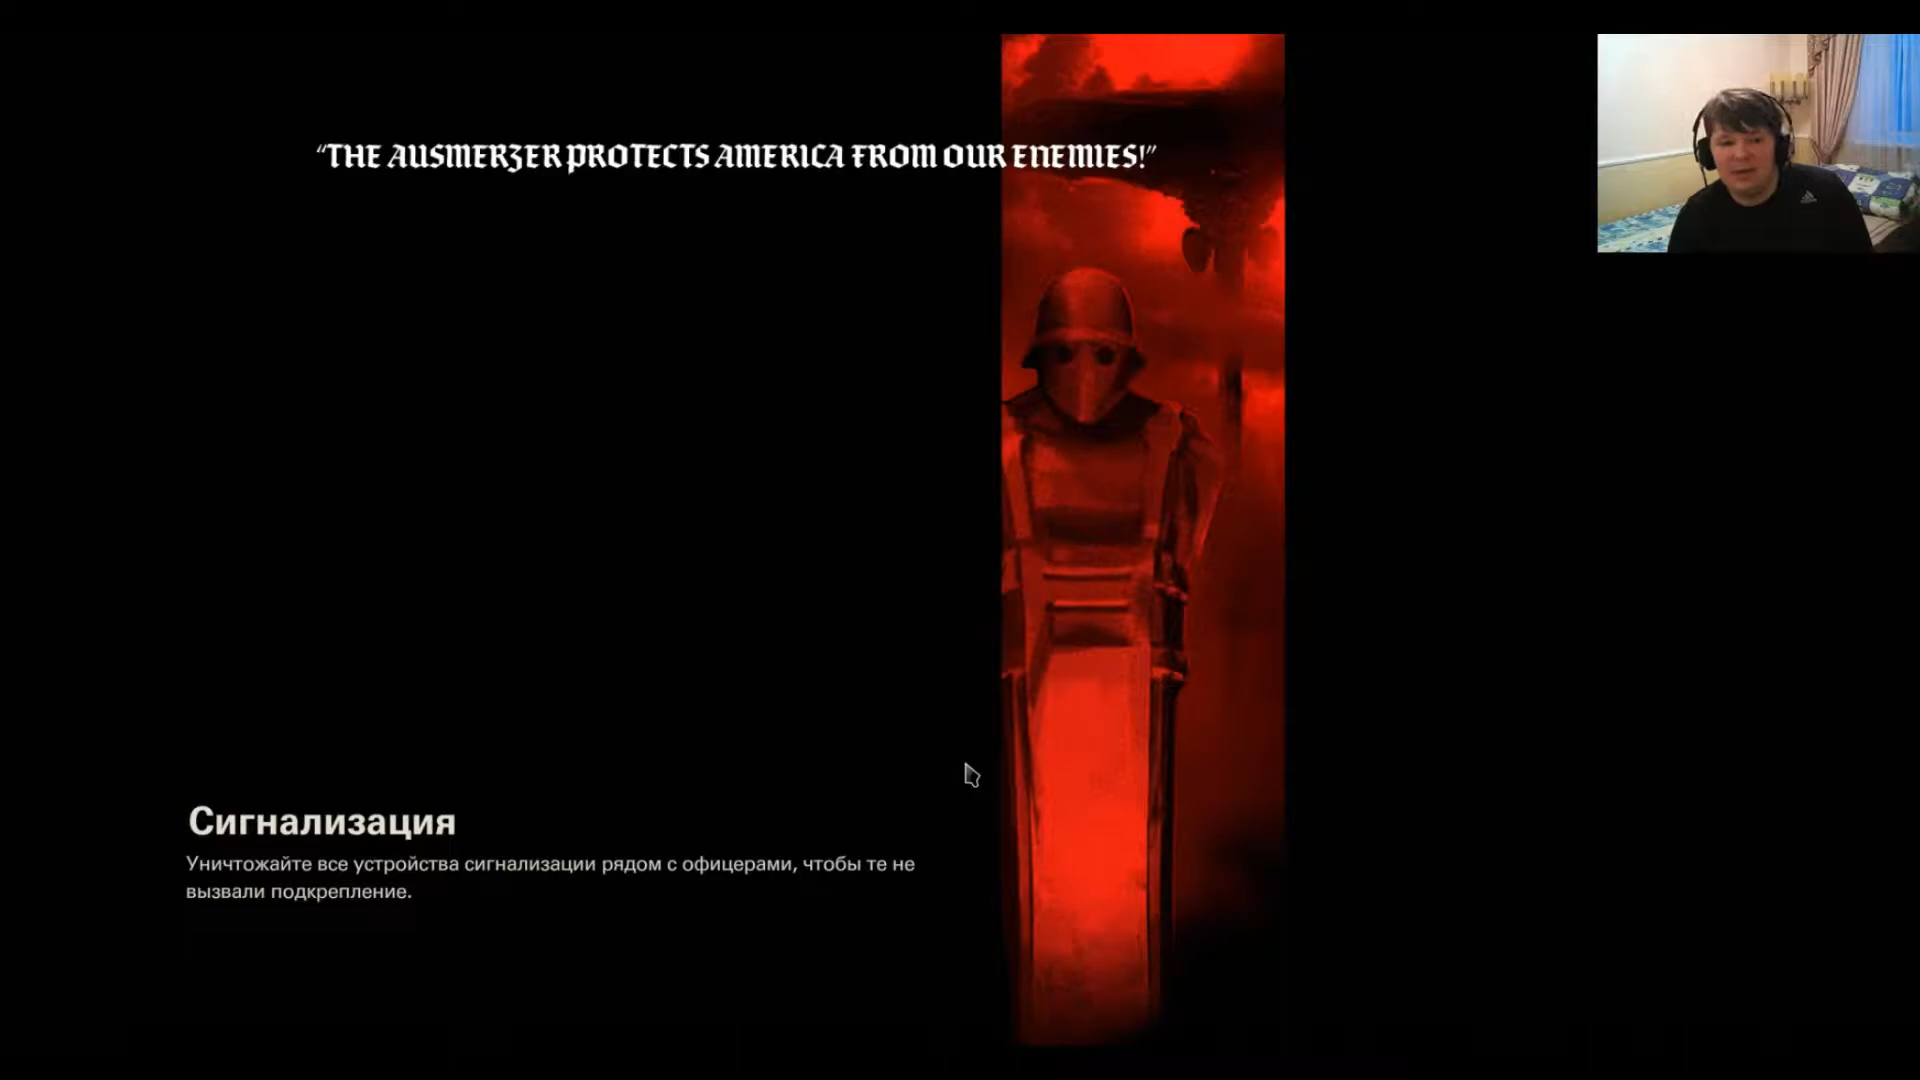 “THE AUSMERZER PROTECTS AMERICA FROM OUR ENEMIES!”
Сигнализация
Уничтожайте все устройства сигнализации рядом с офицерами, чтобы те не
вызвали подкрепление.